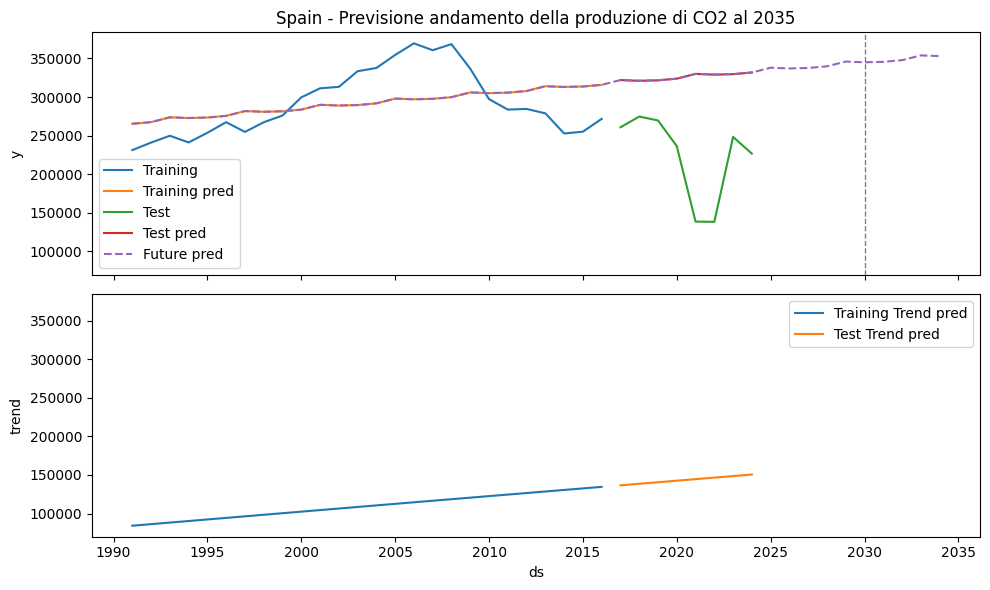 Spain - Previsione andamento della produzione di CO2 al 2035
y
350000
300000
250000
200000
150000
100000
Training
Training pred
Test
Test pred
Future pred
trend
350000
300000
250000
200000
150000
100000
Training Trend pred
Test Trend pred
1990 1995 2000 2005 2010 2015 2020 2025 2030 2035
ds